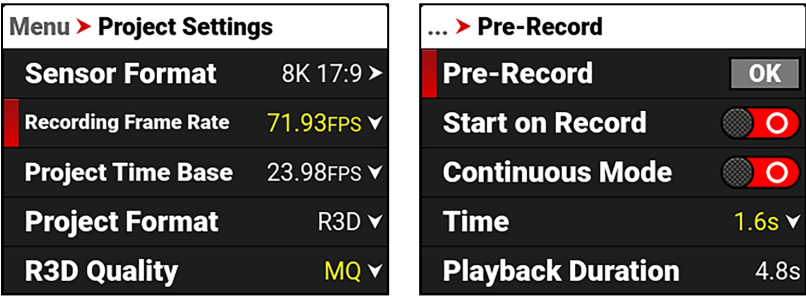 Menu > Project Settings
Sensor Format 8K 17:9 >
Recording Frame Rate 71.93FPS
Project Time Base 23.98FPS
Project Format R3D
R3D Quality MQ
... > Pre-Record
Pre-Record OK
Start on Record
Continuous Mode
Time 1.6s
Playback Duration 4.8s